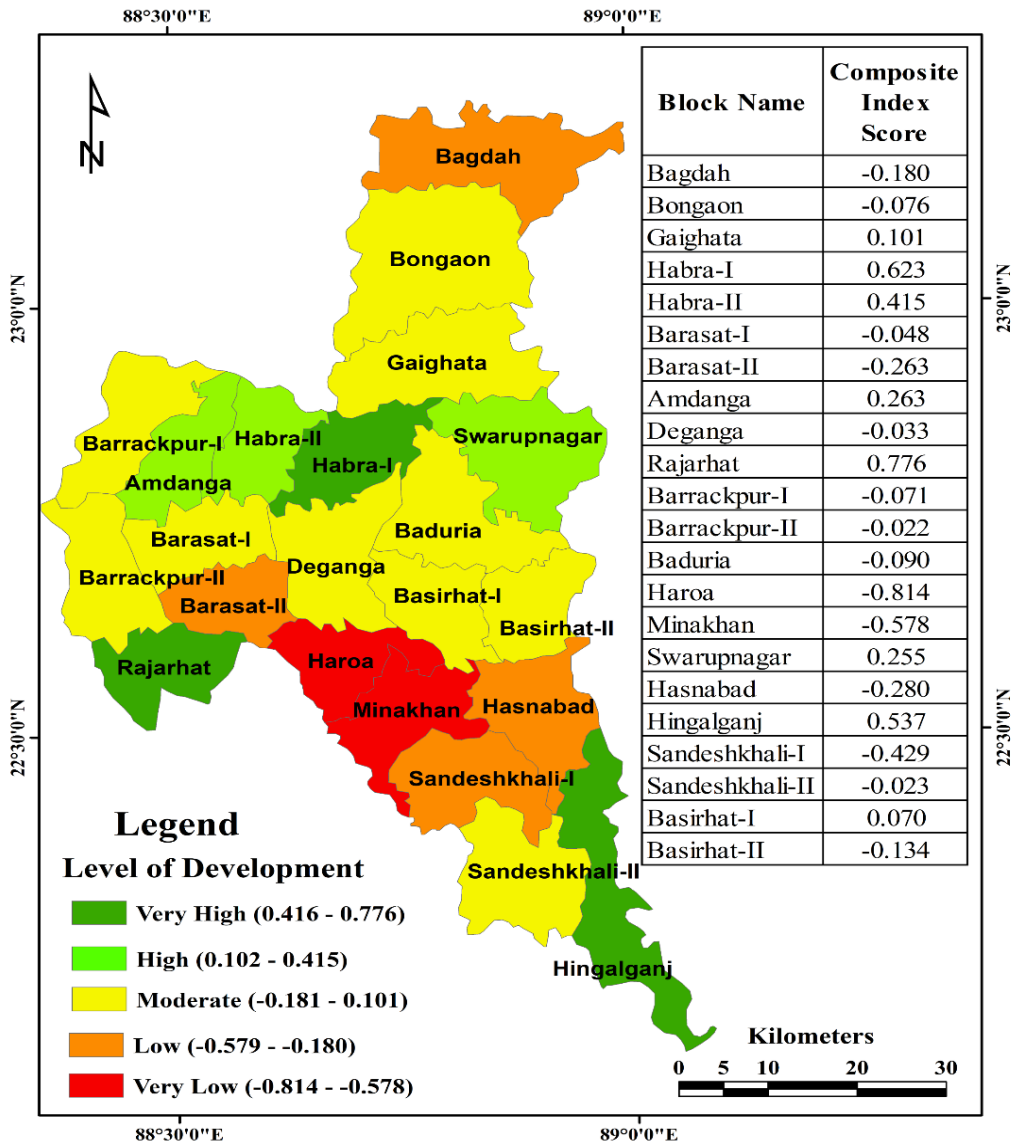 88°30'0"E
89°0'0"E
N
23°0'0"N
22°30'0"N
23°0'0"N
22°30'0"N
88°30'0"E
89°0'0"E
Bagdah
Bongaon
Gaighata
Barrackpur-I
Habra-II
Swarupnagar
Habra-I
Amdanga
Baduria
Barasat-I
Deganga
Barrackpur-II
Basirhat-I
Barasat-II
Basirhat-II
Rajarhat
Haroa
Minakhan
Hasnabad
Sandeshkhali-I
Sandeshkhali-II
Hingalganj
Block Name
Composite
Index
Score
Bagdah -0.180
Bongaon -0.076
Gaighata 0.101
Habra-I 0.623
Habra-II 0.415
Barasat-I -0.048
Barasat-II -0.263
Amdanga 0.263
Deganga -0.033
Rajarhat 0.776
Barrackpur-I -0.071
Barrackpur-II -0.022
Baduria -0.090
Haroa -0.814
Minakhan -0.578
Swarupnagar 0.255
Hasnabad -0.280
Hingalganj 0.537
Sandeshkhali-I -0.429
Sandeshkhali-II -0.023
Basirhat-I 0.070
Basirhat-II -0.134
Legend
Level of Development
Very High (0.416 - 0.776)
High (0.102 - 0.415)
Moderate (-0.181 - 0.101)
Low (-0.579 - -0.180)
Very Low (-0.814 - -0.578)
Kilometers
0 5 10 20 30